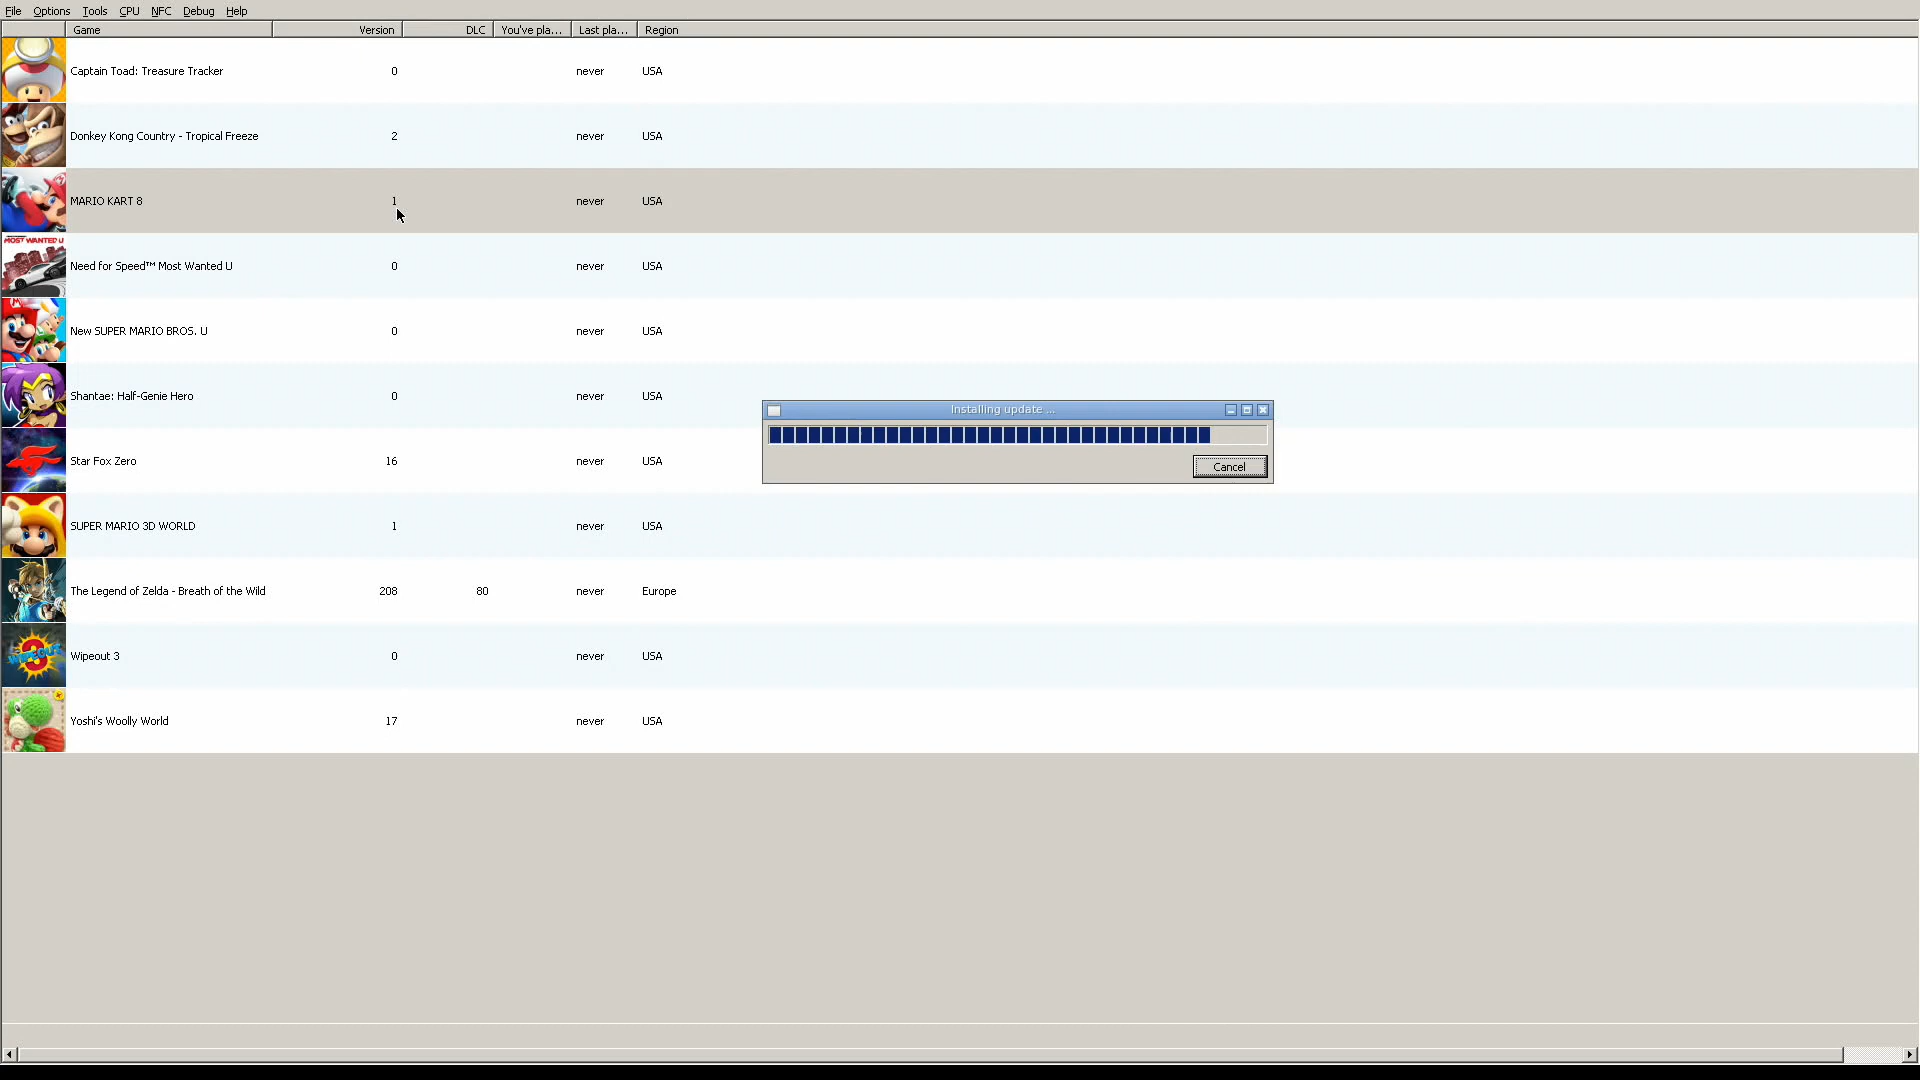 File Options Tools CPU NFC Debug Help
Game Version DLC You've pla... Last pla... Region
Captain Toad: Treasure Tracker 0 never USA
Donkey Kong Country - Tropical Freeze 2 never USA
MARIO KART 8 1 never USA
MOST WANTED U
Need for Speed™ Most Wanted U 0 never USA
New SUPER MARIO BROS. U 0 never USA
Shantae: Half-Genie Hero 0 never USA
Installing update ...
Cancel
Star Fox Zero 16 never USA
SUPER MARIO 3D WORLD 1 never USA
The Legend of Zelda - Breath of the Wild 208 80 never Europe
Wipeout 3 0 never USA
Yoshi's Woolly World 17 never USA